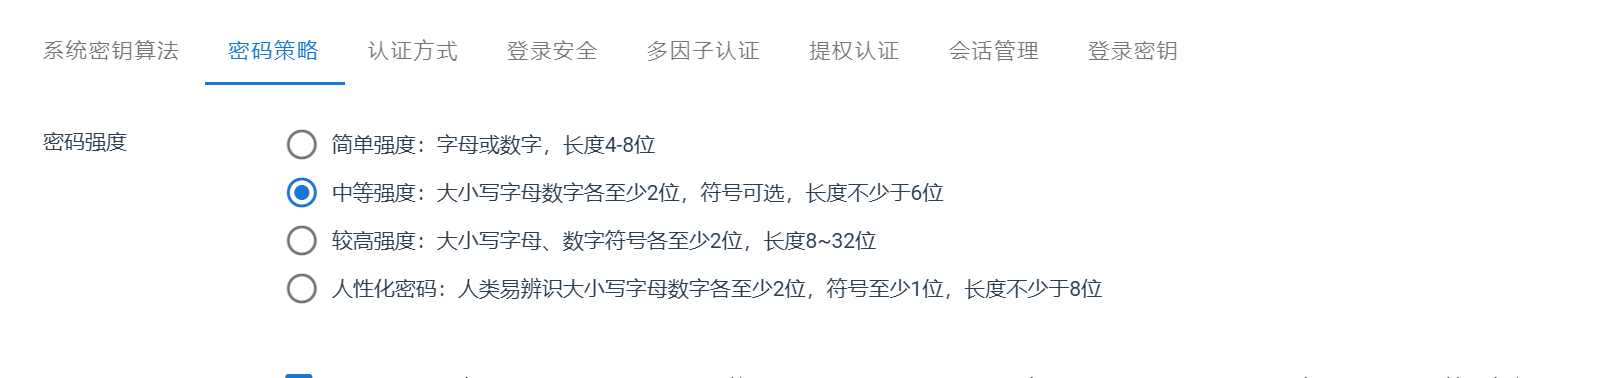 系统密钥算法 密码策略 认证方式 登录安全 多因子认证 提权认证 会话管理 登录密钥
密码强度
简单强度：字母或数字，长度4-8位
中等强度：大小写字母数字各至少2位，符号可选，长度不少于6位
较高强度：大小写字母、数字符号各至少2位，长度8~32位
人性化密码：人类易辨识大小写字母数字各至少2位，符号至少1位，长度不少于8位